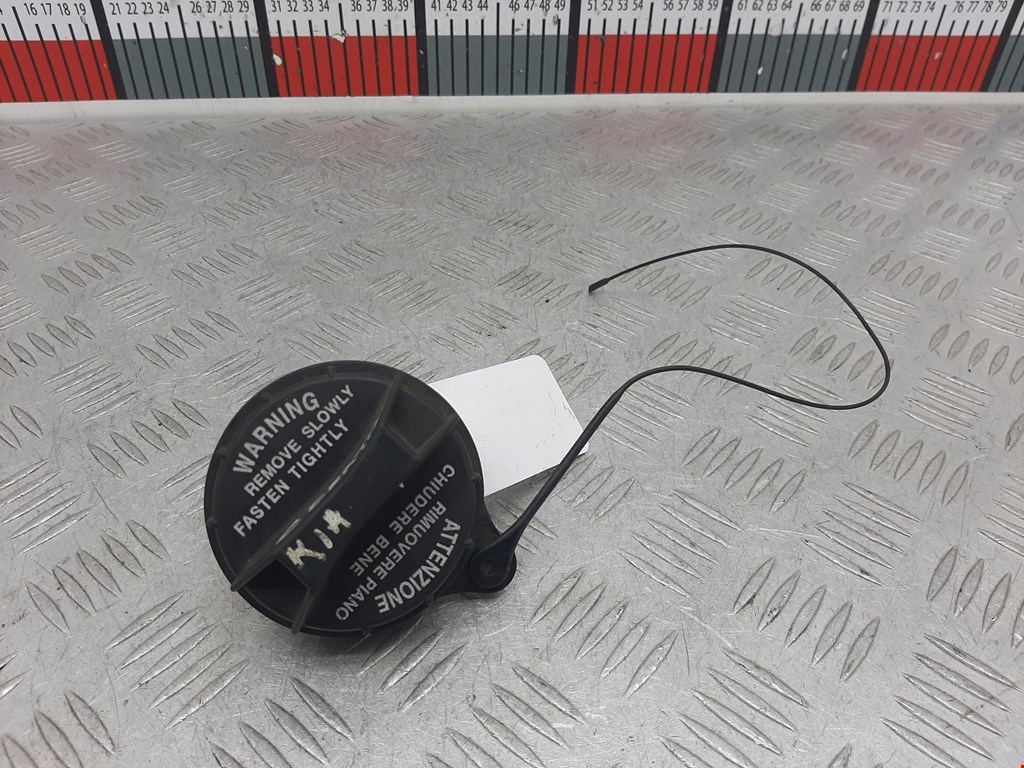 16 17 18 19 21 22 23 24 26 27 28 29 31 32 33 34 36 37 38 39 41 42 43 44 46 47 48 49 51 52 53 54 56 57 58 59 61 62 63 64 66 67 68 69 71 72 73 74 76 77 78 79
WARNING
REMOVE SLOWLY
FASTEN TIGHTLY
KIA
ATTENZIONE
RIMUOVERE PIANO
CHIUDERE BENE